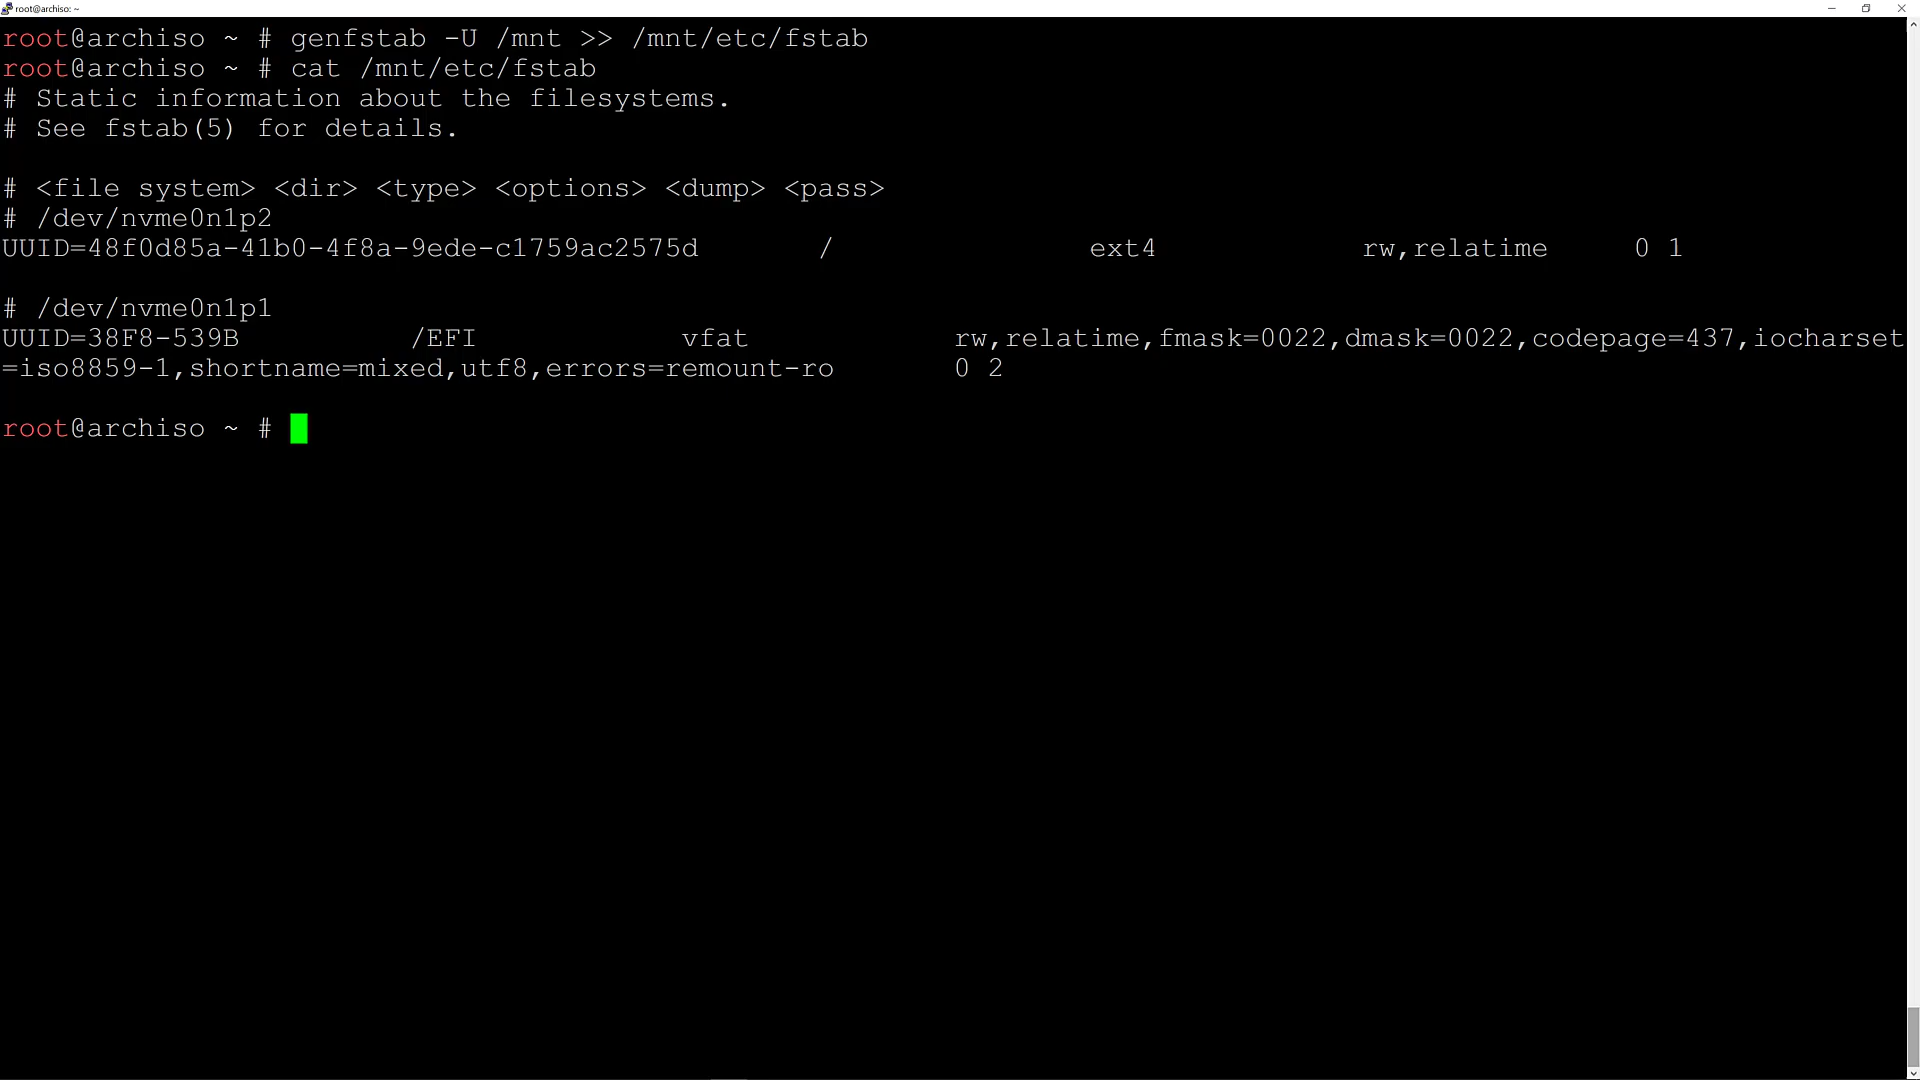 root@archiso: ~
root@archiso ~ # genfstab -U /mnt >> /mnt/etc/fstab
root@archiso ~ # cat /mnt/etc/fstab
# Static information about the filesystems.
# See fstab(5) for details.
# <file system> <dir> <type> <options> <dump> <pass>
# /dev/nvme0n1p2
UUID=48f0d85a-41b0-4f8a-9ede-c1759ac2575d / ext4 rw,relatime 0 1
# /dev/nvme0n1p1
UUID=38F8-539B /EFI vfat rw,relatime,fmask=0022,dmask=0022,codepage=437,iocharset
=iso8859-1,shortname=mixed,utf8,errors=remount-ro 0 2
root@archiso ~ #